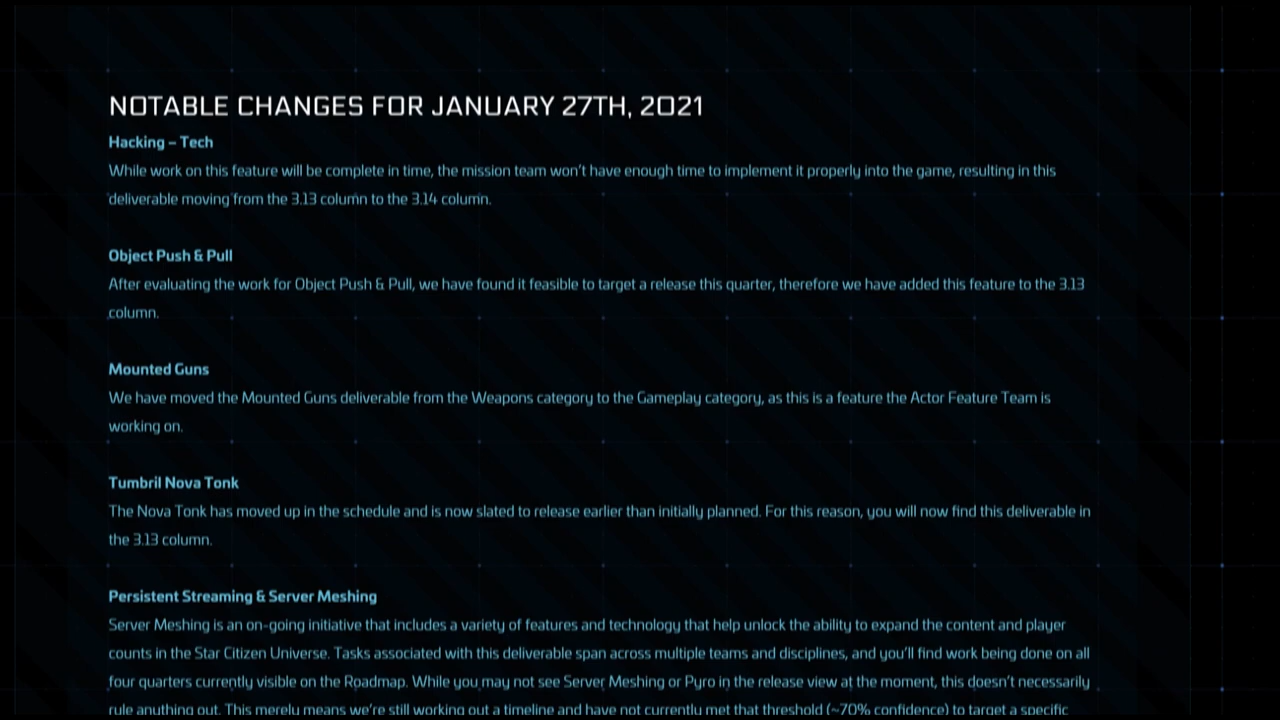 NOTABLE CHANGES FOR JANUARY 27TH, 2021
Hacking – Tech
While work on this feature will be complete in time, the mission team won't have enough time to implement it properly into the game, resulting in this
deliverable moving from the 3.13 column to the 3.14 column.
Object Push & Pull
After evaluating the work for Object Push & Pull, we have found it feasible to target a release this quarter, therefore we have added this feature to the 3.13
column.
Mounted Guns
We have moved the Mounted Guns deliverable from the Weapons category to the Gameplay category, as this is a feature the Actor Feature Team is
working on.
Tumbril Nova Tonk
The Nova Tonk has moved up in the schedule and is now slated to release earlier than initially planned. For this reason, you will now find this deliverable in
the 3.13 column.
Persistent Streaming & Server Meshing
Server Meshing is an on-going initiative that includes a variety of features and technology that help unlock the ability to expand the content and player
counts in the Star Citizen Universe. Tasks associated with this deliverable span across multiple teams and disciplines, and you'll find work being done on all
four quarters currently visible on the Roadmap. While you may not see Server Meshing or Pyro in the release view at the moment, this doesn't necessarily
rule anything out. This merely means we're still working out a timeline and have not currently met that threshold (~70% confidence) to target a specific